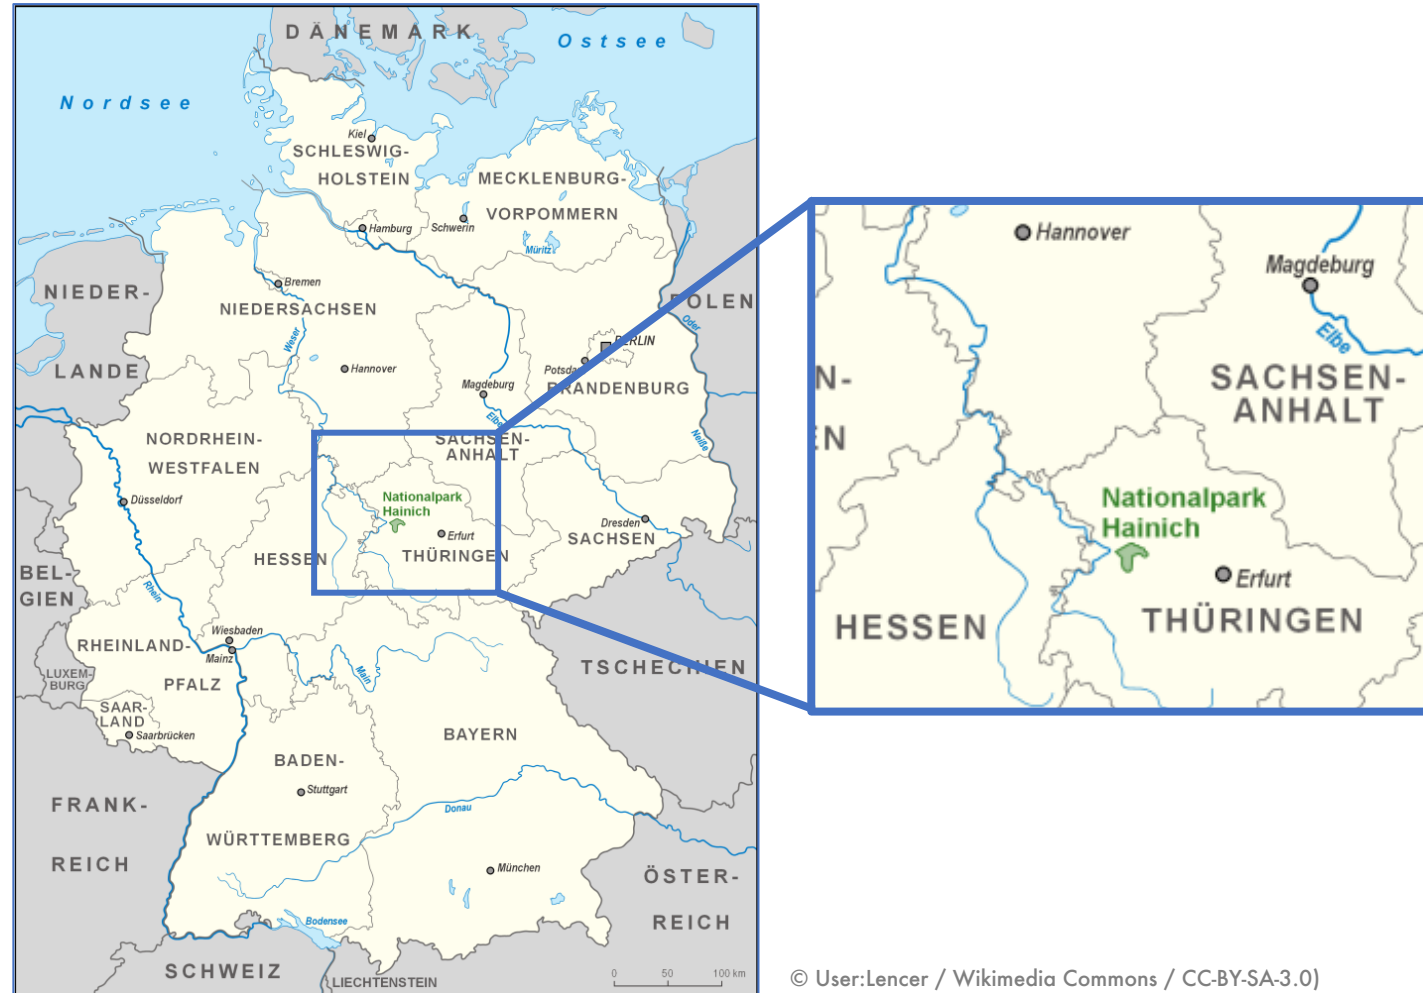 DÄNEMARK
Ostsee
Nordsee
Kiel
SCHLESWIG-
HOLSTEIN
MECKLENBURG-
VORPOMMERN
Schwerin
Hamburg
Müritz
Bremen
NIEDERSACHSEN
NIEDER-
LANDE
POLEN
Oder
Weser
BERLIN
Potsda
Hannover
Magdeburg
BRANDENBURG
Elbe
Neiße
NORDRHEIN-
WESTFALEN
SACHSEN-
ANHALT
Düsseldorf
Nationalpark
Hainich
Dresden
Erfurt
SACHSEN
HESSEN
THÜRINGEN
BEL-
GIEN
Rhein
Wiesbaden
RHEINLAND-
Mainz
PFALZ
Main
LUXEM-
BURG
TSCHECHIEN
SAAR-
LAND
Saarbrücken
BAYERN
BADEN-
Stuttgart
WÜRTTEMBERG
Donau
FRANK-
REICH
München
ÖSTER-
REICH
Bodensee
SCHWEIZ
LIECHTENSTEIN
0 50 100 km
Hannover
Magdeburg
Elbe
N-
EN
SACHSEN-
ANHALT
Nationalpark
Hainich
Erfurt
HESSEN
THÜRINGEN
© User:Lencer / Wikimedia Commons / CC-BY-SA-3.0)